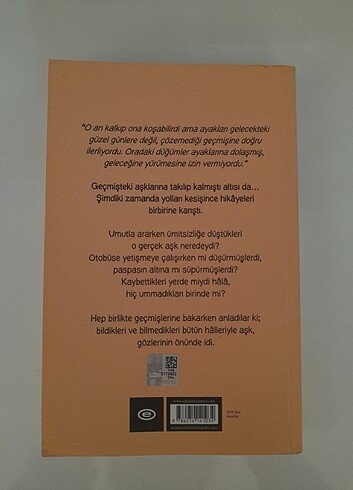 "O an kalkıp ona koşabilirdi ama ayakları gelecekteki
güzel günlere değil, çözemediği geçmişine doğru
ilerliyordu. Oradaki düğümler ayaklarına dolaşmış,
geleceğine yürümesine izin vermiyordu."
Geçmişteki aşklarına takılıp kalmıştı altısı da...
Şimdiki zamanda yolları kesişince hikâyeleri
birbirine karıştı.
Umutla ararken ümitsizliğe düştükleri
o gerçek aşk neredeydi?
Otobüse yetişmeye çalışırken mi düşürmüşlerdi,
paspasın altına mı süpürmüşlerdi?
Kaybettikleri yerde miydi hâlâ,
hiç ummadıkları birinde mi?
Hep birlikte geçmişlerine bakarken anladılar ki;
bildikleri ve bilmedikleri bütün hâlleriyle aşk,
gözlerinin önünde idi.
e